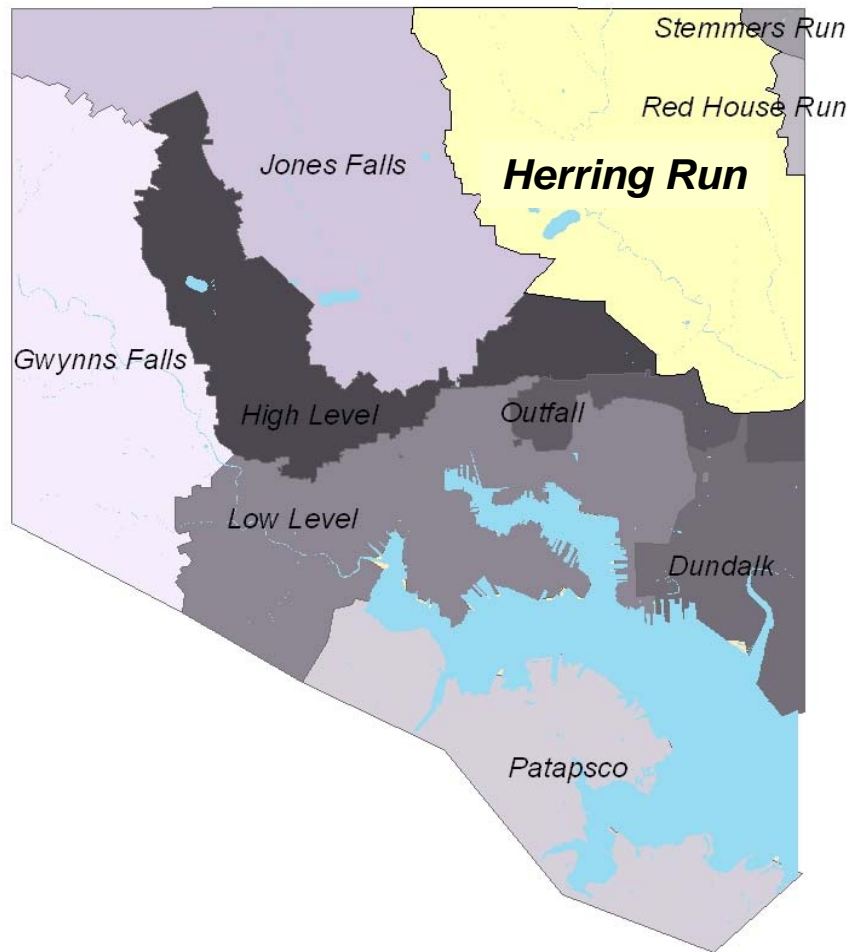 Stemmers Run
Red House Run
Jones Falls
Herring Run
Gwynns Falls
High Level
Outfall
Low Level
Dundalk
Patapsco